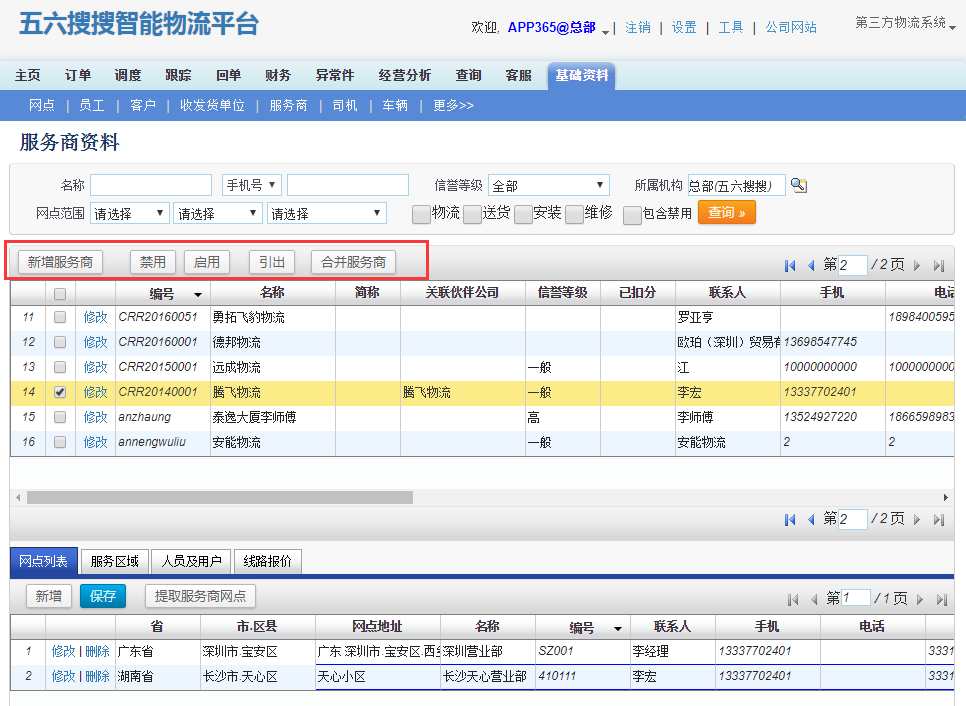 五六搜搜智能物流平台
欢迎, APP365@总部 | 注销 | 设置 | 工具 | 公司网站 第三方物流系统
主页 订单 调度 跟踪 回单 财务 异常件 经营分析 查询 客服 基础资料
网点 | 员工 | 客户 | 收发货单位 | 服务商 | 司机 | 车辆 | 更多>>
服务商资料
名称 手机号 信誉等级 全部 所属机构 总部(五六搜搜)
网点范围 请选择 请选择 请选择 物流 送货 安装 维修 包含禁用 查询 »
新增服务商 禁用 启用 引出 合并服务商 第 2 / 2 页
编号 名称 简称 关联伙伴公司 信誉等级 已扣分 联系人 手机 电话
11 修改 CRR20160051 勇拓飞豹物流 罗亚亨 1898400595
12 修改 CRR20160001 德邦物流 欧珀（深圳）贸易有 13698547745
13 修改 CRR20150001 远成物流 一般 江 10000000000 1000000000
14 修改 CRR20140001 腾飞物流 腾飞物流 一般 李宏 13337702401
15 修改 anzhaung 泰逸大厦李师傅 高 李师傅 13524927220 1866598983
16 修改 annengwuliu 安能物流 一般 安能物流 2 2
第 2 / 2 页
网点列表 服务区域 人员及用户 线路报价
新增 保存 提取服务商网点 第 1 / 1 页
省 市.区县 网点地址 名称 编号 联系人 手机 电话
1 修改 | 删除 广东省 深圳市.宝安区 广东 深圳市.宝安区.西乡 深圳营业部 SZ001 李经理 13337702401 3331
2 修改 | 删除 湖南省 长沙市.天心区 天心小区 长沙天心营业部 410111 李宏 13337702401 3331